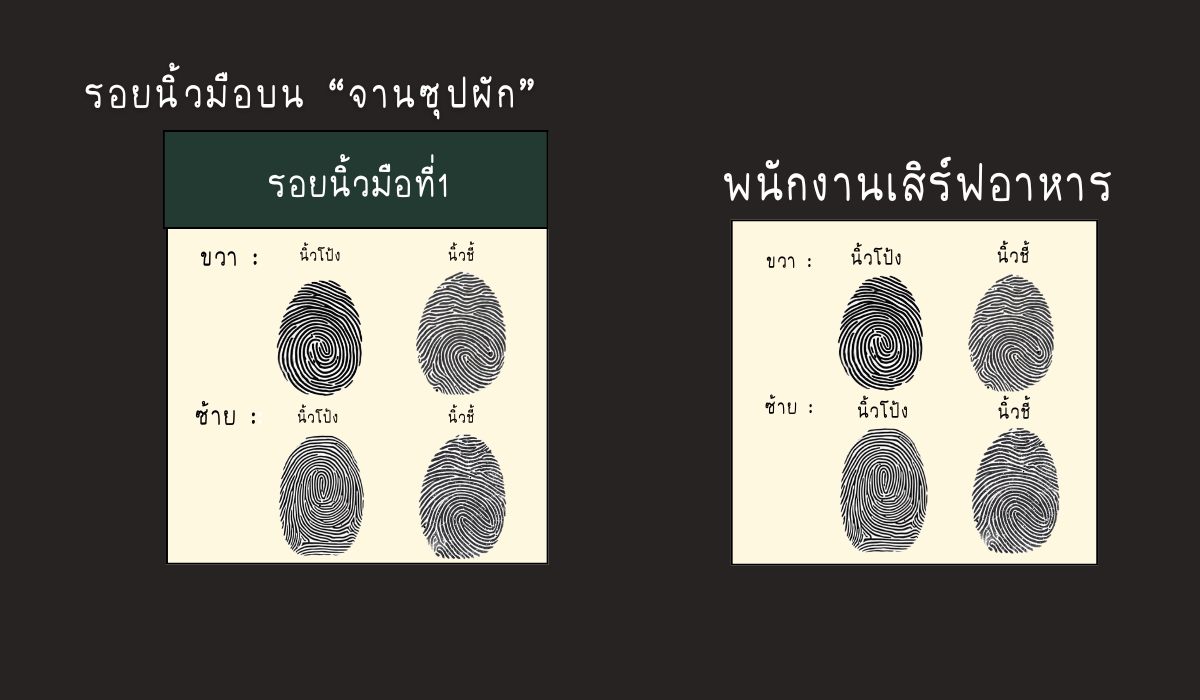 รอยนิ้วมือบน “จานซุปผัก”
รอยนิ้วมือที่1
ขวา : นิ้วโป้ง นิ้วชี้
ซ้าย : นิ้วโป้ง นิ้วชี้
พนักงานเสิร์ฟอาหาร
ขวา : นิ้วโป้ง นิ้วชี้
ซ้าย : นิ้วโป้ง นิ้วชี้